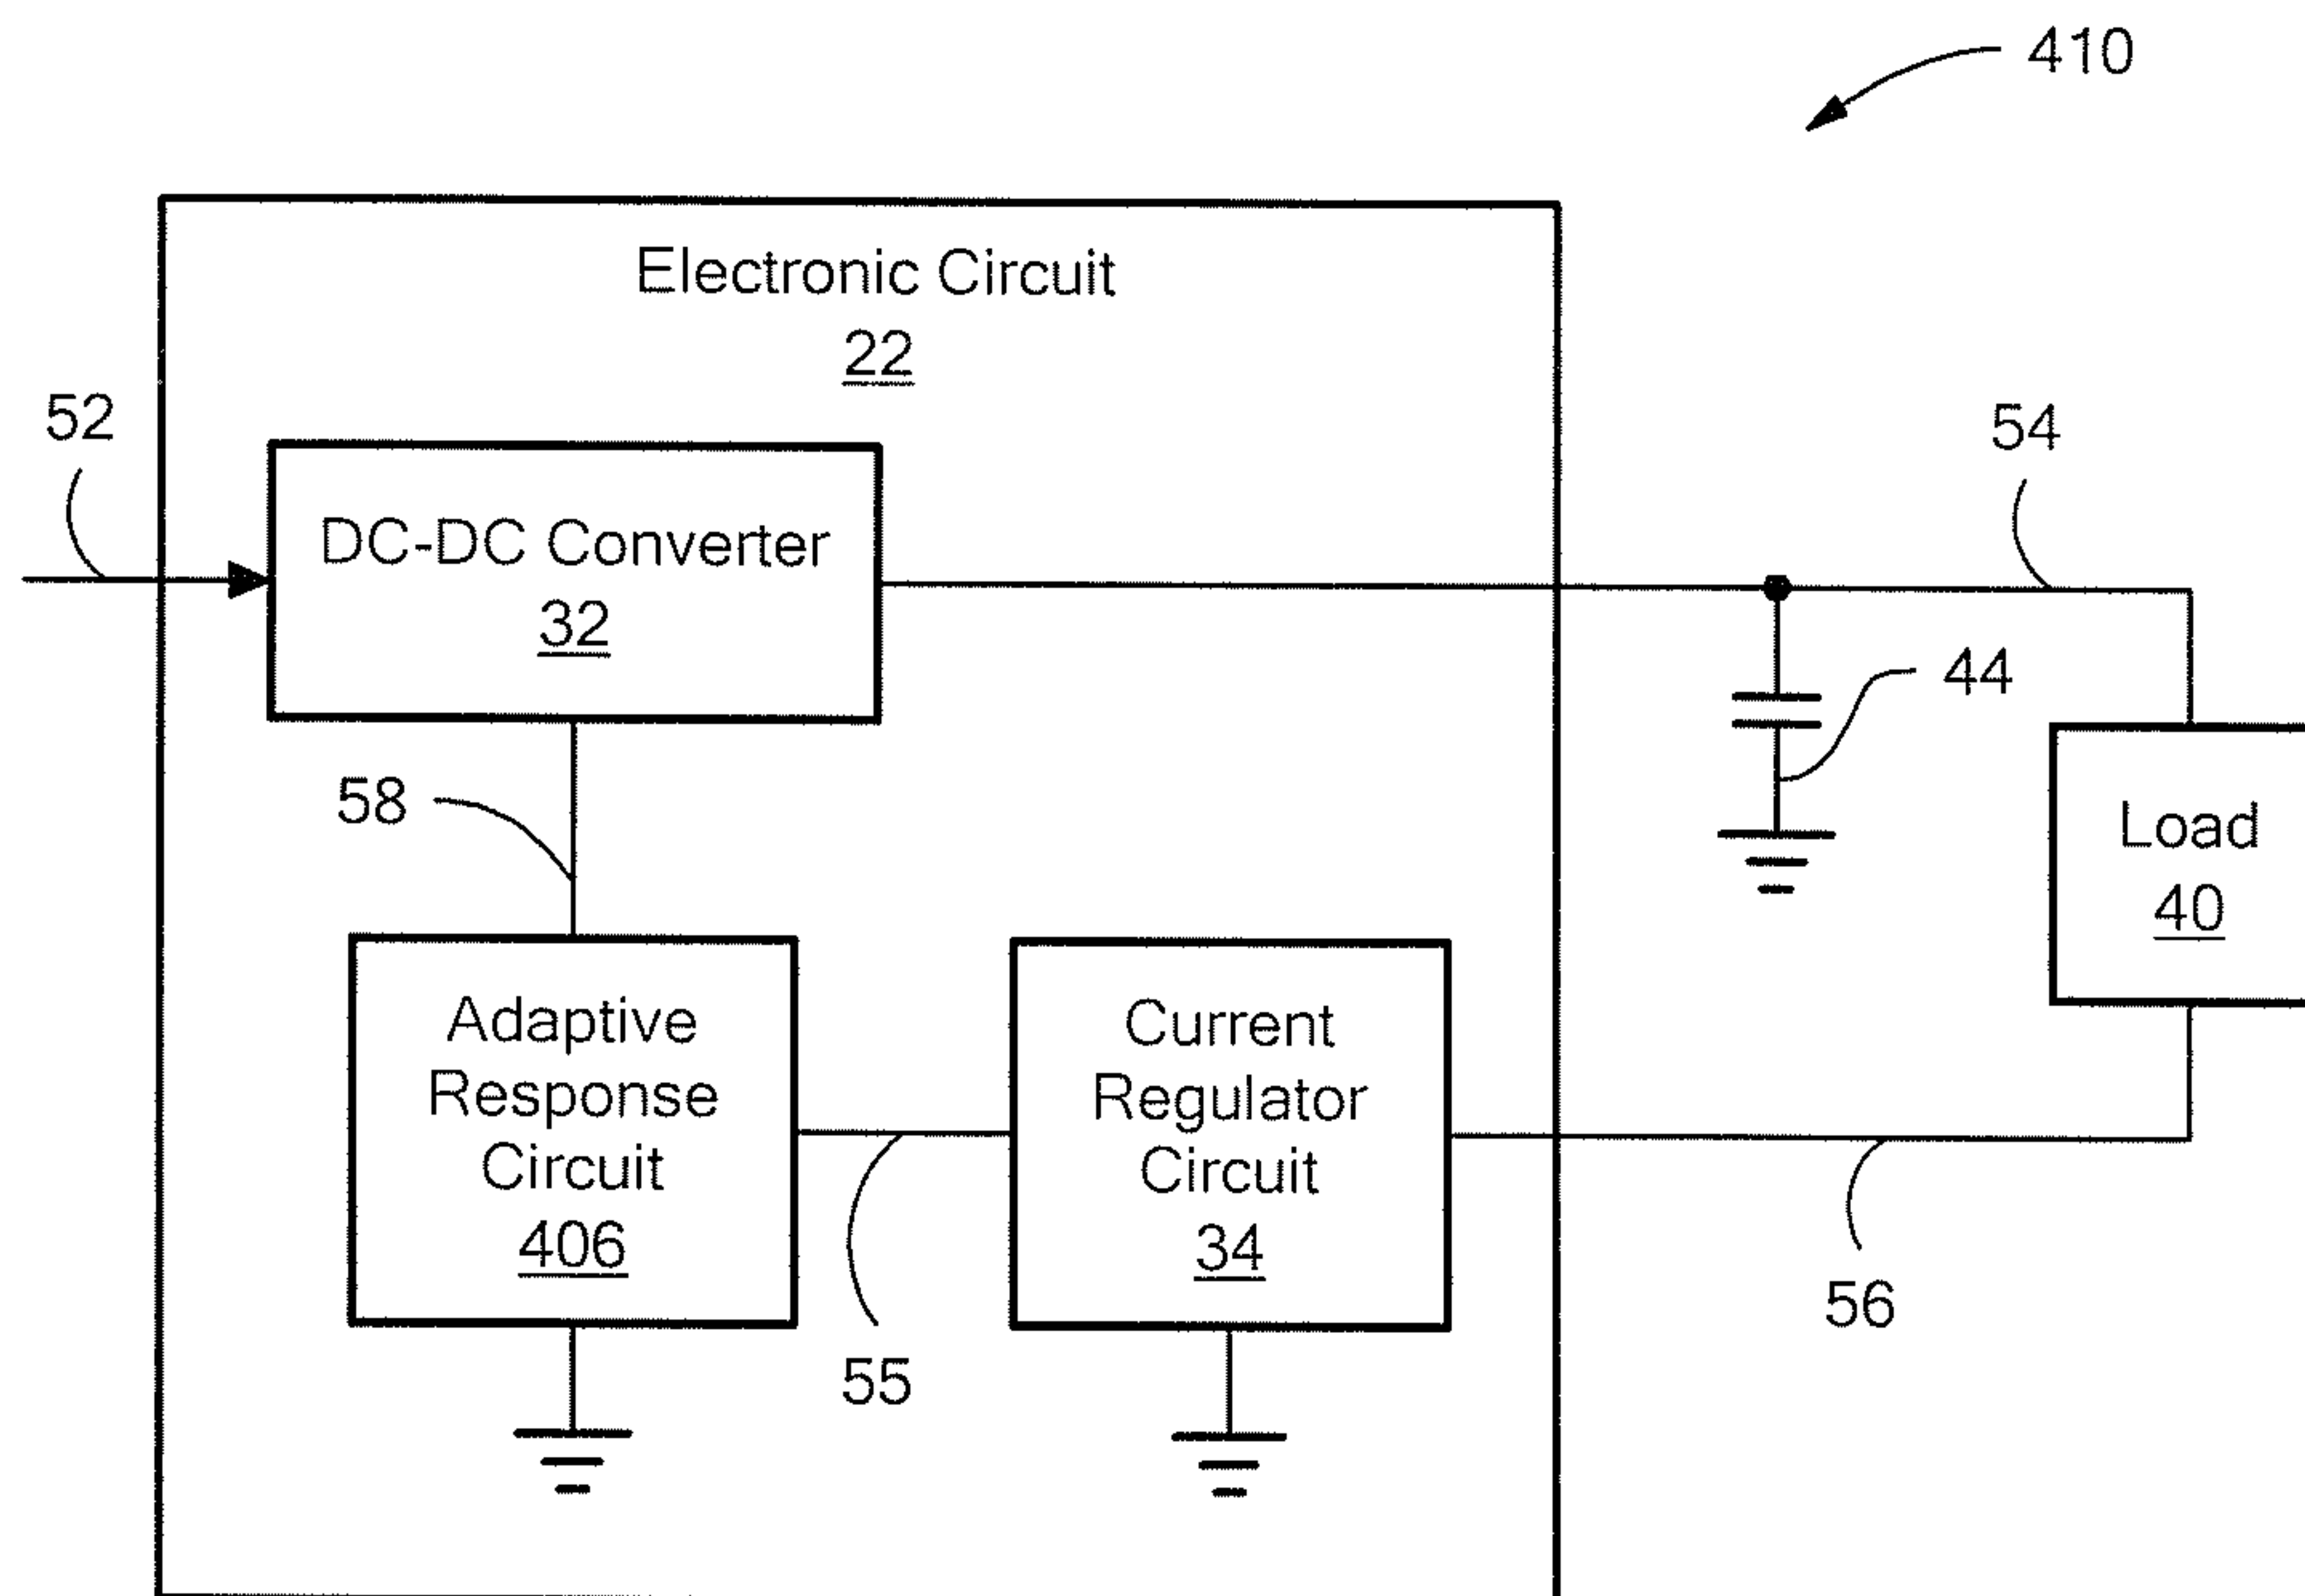 410
Electronic Circuit
22
52
54
DC-DC Converter
32
44
58
Load
40
Adaptive
Response
Circuit
406
Current
Regulator
Circuit
34
55
56